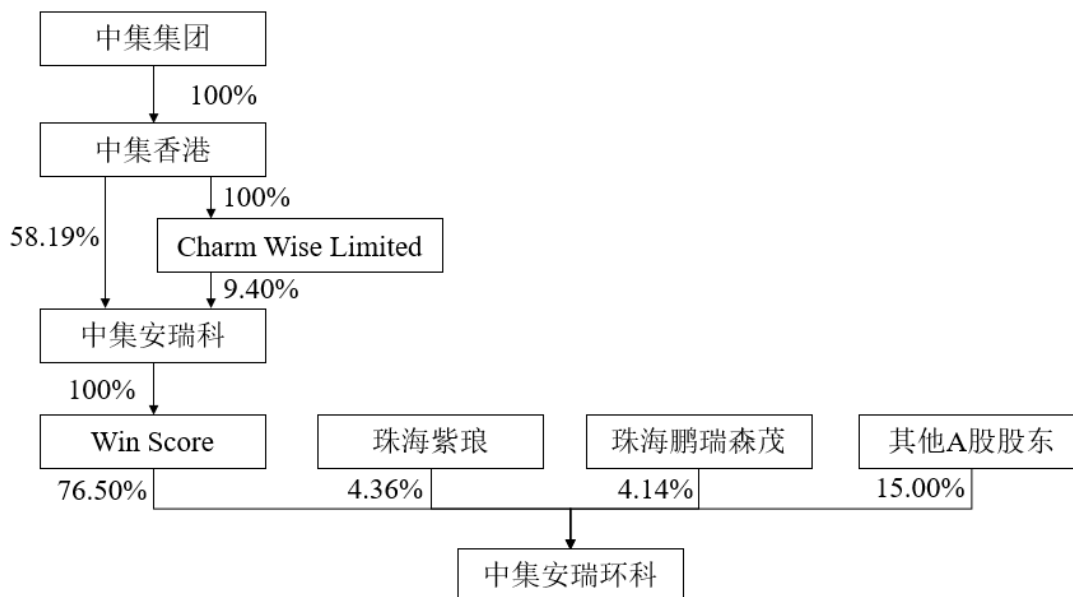 中集集团
100%
中集香港
100%
58.19%
Charm Wise Limited
9.40%
中集安瑞科
100%
Win Score
珠海紫琅
珠海鹏瑞森茂
其他A股股东
76.50%
4.36%
4.14%
15.00%
中集安瑞环科